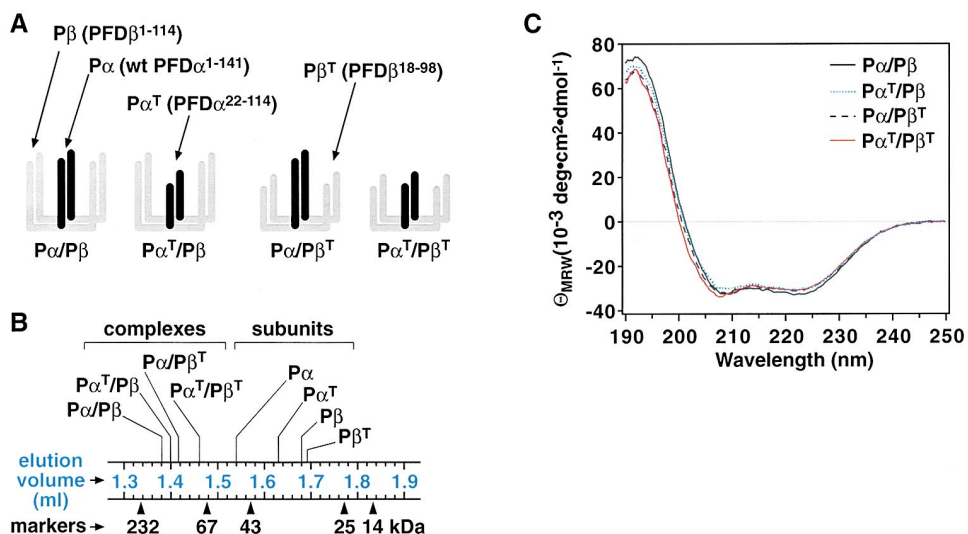 A
Pβ (PFDβ1-114)
Pα (wt PFDα1-141)
PαT (PFDα22-114)
PβT (PFDβ18-98)
Pα/Pβ
PαT/Pβ
Pα/PβT
PαT/PβT
B
complexes
subunits
Pα/PβT
PαT/Pβ
PαT/PβT
Pα/Pβ
Pα
PαT
Pβ
PβT
elution
volume
(ml)
1.3 1.4 1.5 1.6 1.7 1.8 1.9
markers
232 67 43 25 14 kDa
C
80
60
40
20
0
-20
-40
ΘMRW(10-3 deg•cm2•dmol-1)
Pα/Pβ
PαT/Pβ
Pα/PβT
PαT/PβT
190 200 210 220 230 240 250
Wavelength (nm)